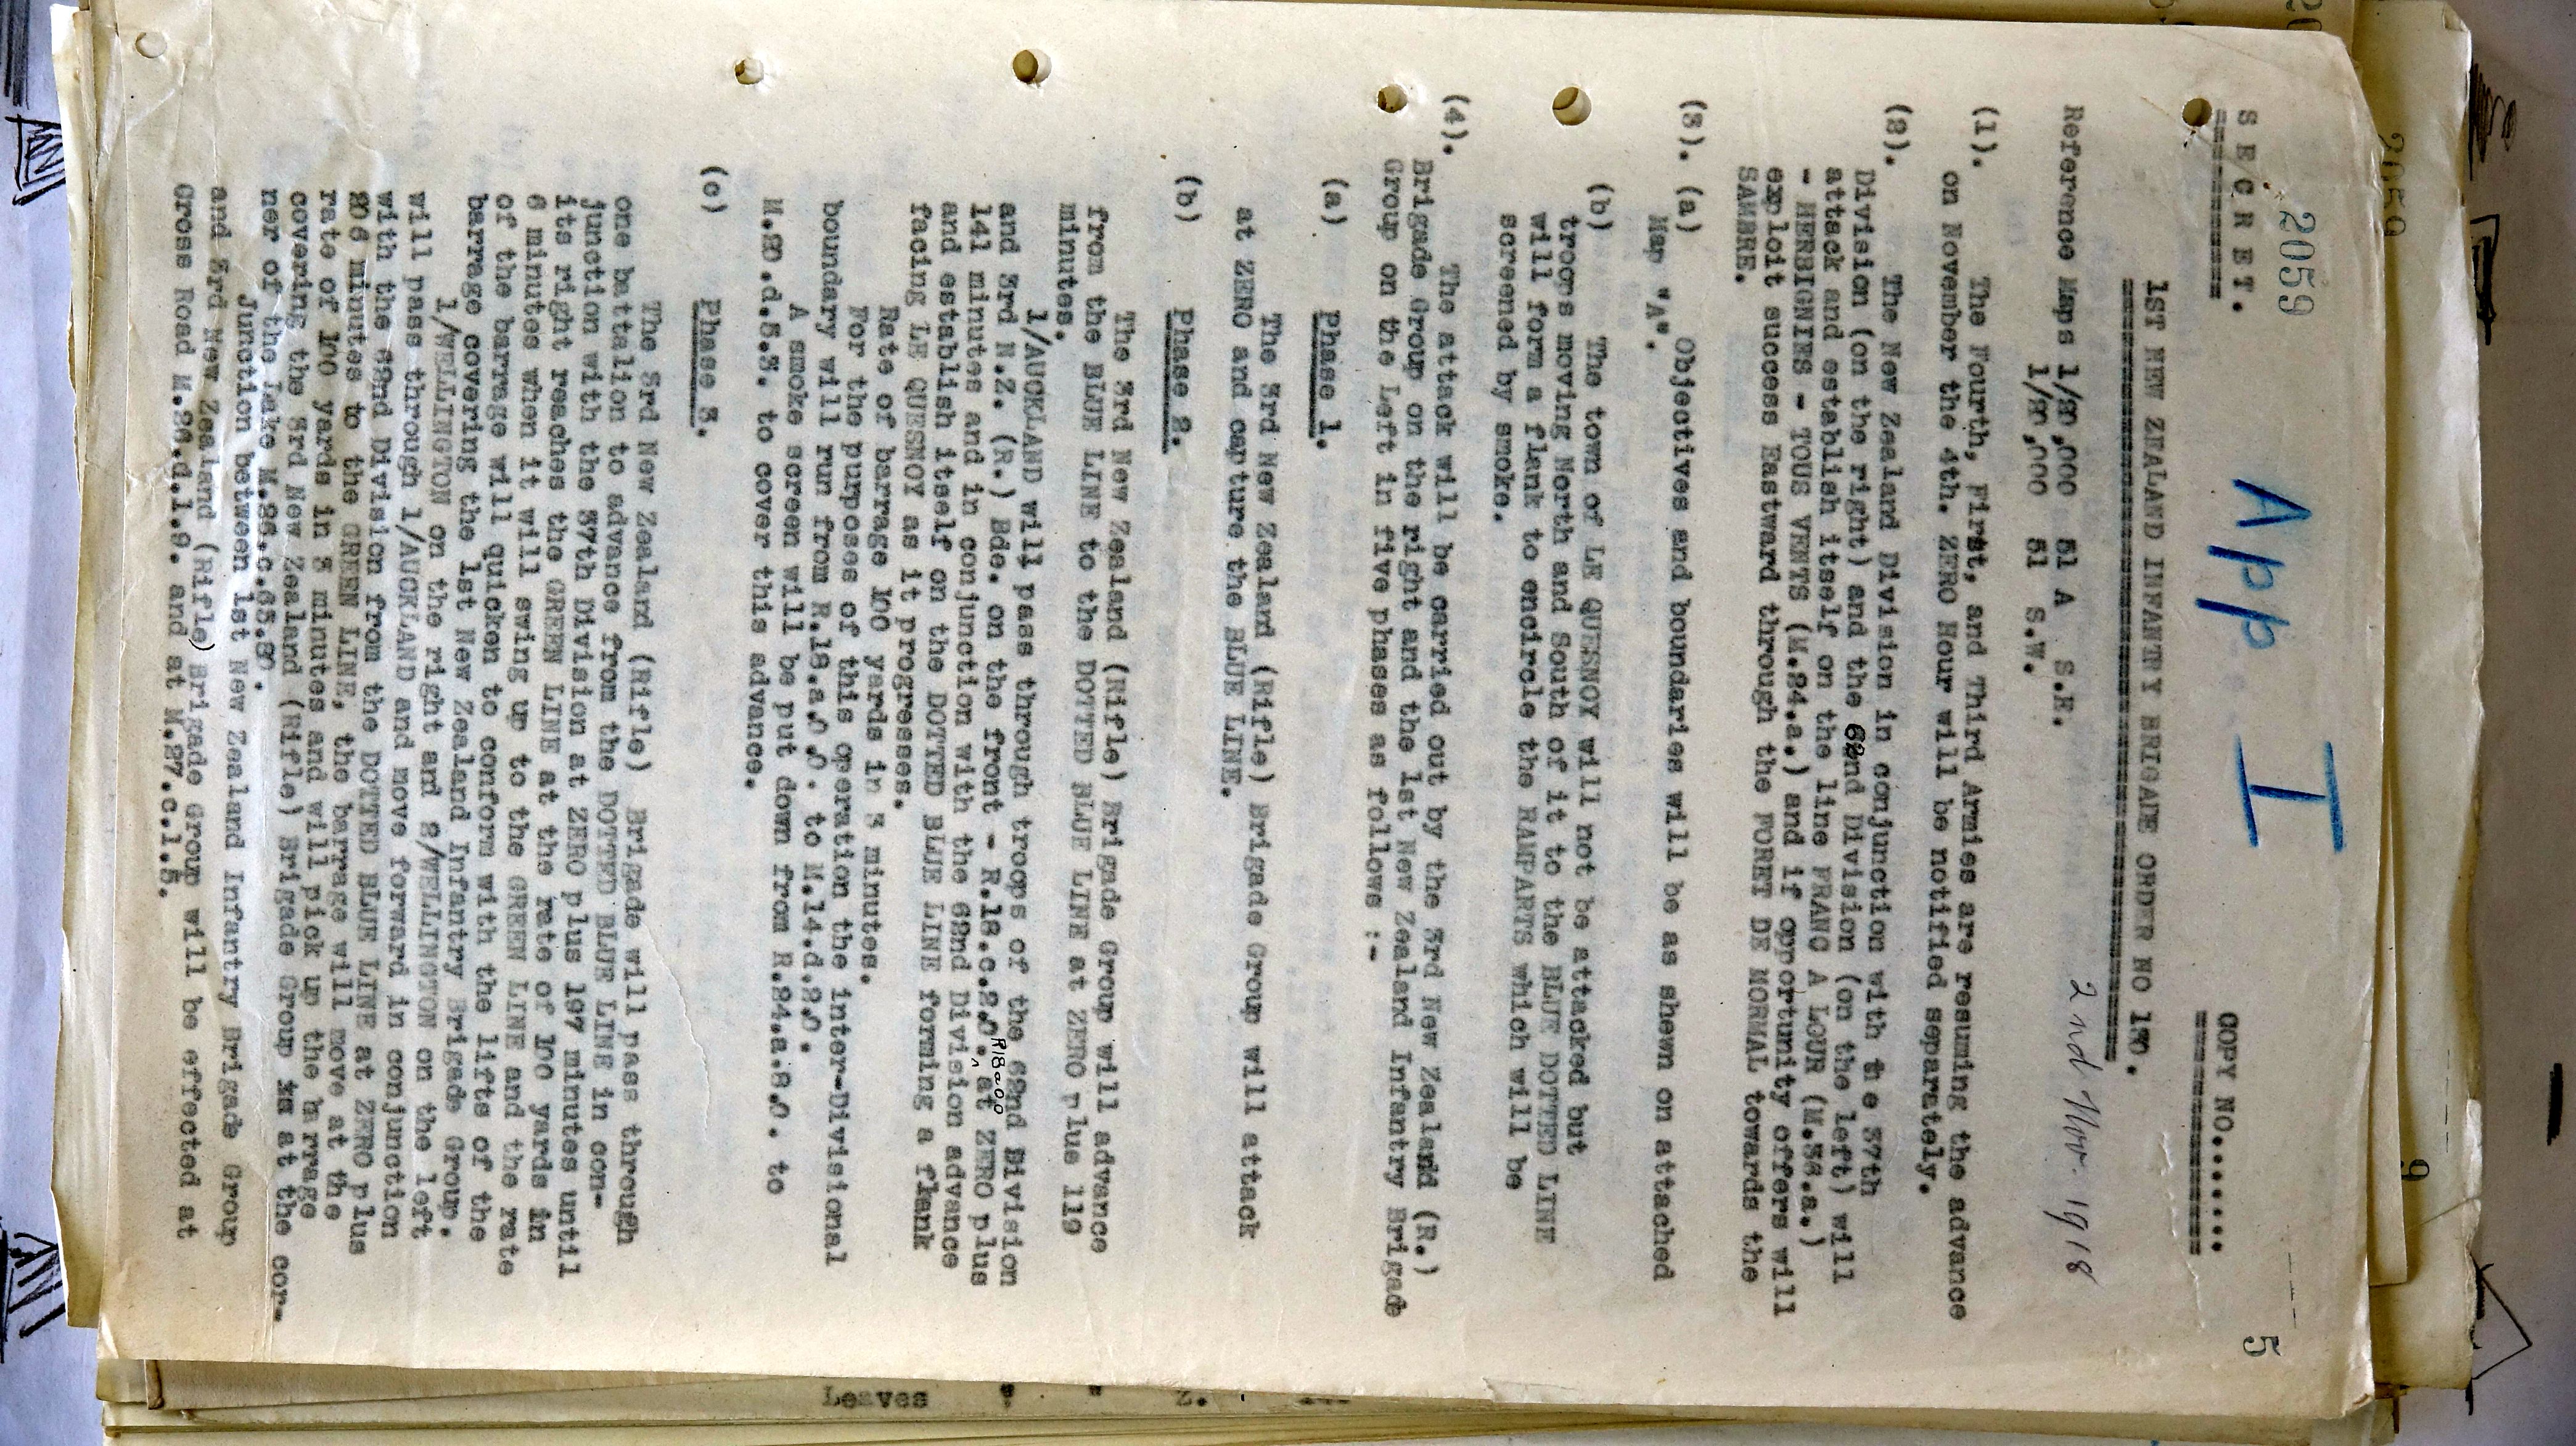 2059
App I
5
S E C R E T.
COPY NO.......
1ST NEW ZEALAND INFANTRY BRIGADE ORDER NO 130.
2nd Nov. 1918
Reference Maps 1/20,000 51 A S.E.
1/20,000 51 S.W.
(1). The Fourth, First, and Third Armies are resuming the advance
on November the 4th. ZERO Hour will be notified separately.
(2). The New Zealand Division in conjunction with the 37th
Division (on the right) and the 62nd Division (on the left) will
attack and establish itself on the line FRANC A LOUR (M.36.a.)
- HERBIGNIES - TOUS VENTS (M.24.a.) and if opportunity offers will
exploit success Eastward through the FORET DE MORMAL towards the
SAMBRE.
(3). (a) Objectives and boundaries will be as shewn on attached
Map "A".
(b) The town of LE QUESNOY will not be attacked but
troops moving North and South of it to the BLUE DOTTED LINE
will form a flank to encircle the RAMPARTS which will be
screened by smoke.
(4). The attack will be carried out by the 3rd New Zealand (R.)
Brigade Group on the right and the 1st New Zealand Infantry Brigade
Group on the Left in five phases as follows :-
(a) Phase 1.
The 3rd New Zealand (Rifle) Brigade Group will attack
at ZERO and capture the BLUE LINE.
(b) Phase 2.
The 3rd New Zealand (Rifle) Brigade Group will advance
from the BLUE LINE to the DOTTED BLUE LINE at ZERO plus 119
minutes.
1/AUCKLAND will pass through troops of the 62nd Division
and 3rd N.Z. (R.) Bde. on the front - R.18.c.2.0. R18a00 at ZERO plus
141 minutes and in conjunction with the 62nd Division advance
and establish itself on the DOTTED BLUE LINE forming a flank
facing LE QUESNOY as it progresses.
Rate of barrage 100 yards in 3 minutes.
For the purposes of this operation the inter-Divisional
boundary will run from R.18.a.0.0. to M.14.d.2.0.
A smoke screen will be put down from R.24.a.8.0. to
M.20.d.5.3. to cover this advance.
(c) Phase 3.
The 3rd New Zealand (Rifle) Brigade will pass through
one battalion to advance from the DOTTED BLUE LINE in con-
junction with the 37th Division at ZERO plus 197 minutes until
its right reaches the GREEN LINE at the rate of 100 yards in
6 minutes when it will swing up to the GREEN LINE and the rate
of the barrage will quicken to conform with the lifts of the
barrage covering the 1st New Zealand Infantry Brigade Group.
1/WELLINGTON on the right and 2/WELLINGTON on the left
will pass through 1/AUCKLAND and move forward in conjunction
with the 62nd Division from the DOTTED BLUE LINE at ZERO plus
206 minutes to the GREEN LINE, the barrage will move at the
rate of 100 yards in 3 minutes and will pick up the barrage
covering the 3rd New Zealand (Rifle) Brigade Group at the cor-
ner of the Lake M.26.c.65.80.
Junction between 1st New Zealand Infantry Brigade Group
and 3rd New Zealand (Rifle) Brigade Group will be effected at
Cross Road M.26.d.1.9. and at M.27.c.1.5.
Leaves